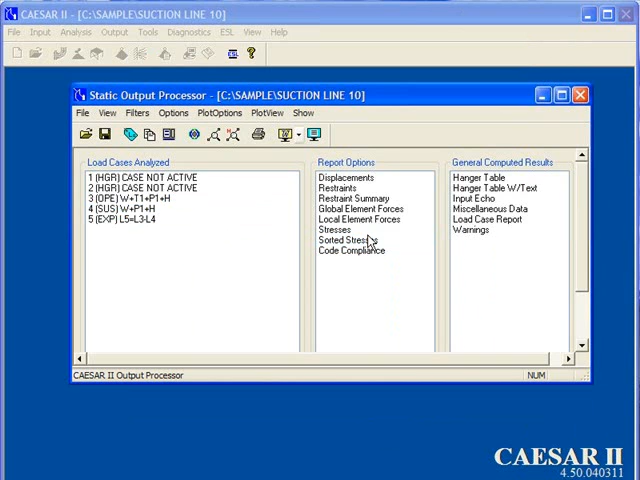 CAESAR II - [C:\SAMPLE\SUCTION LINE 10]
File Input Analysis Output Tools Diagnostics ESL View Help
ESL
Static Output Processor - [C:\SAMPLE\SUCTION LINE 10]
File View Filters Options PlotOptions PlotView Show
Load Cases Analyzed
1 (HGR) CASE NOT ACTIVE
2 (HGR) CASE NOT ACTIVE
3 (OPE) W+T1+P1+H
4 (SUS) W+P1+H
5 (EXP) L5=L3-L4
Report Options
Displacements
Restraints
Restraint Summary
Global Element Forces
Local Element Forces
Stresses
Sorted Stresses
Code Compliance
General Computed Results
Hanger Table
Hanger Table W/Text
Input Echo
Miscellaneous Data
Load Case Report
Warnings
CAESAR II Output Processor
NUM
CAESAR II
4.50.040311